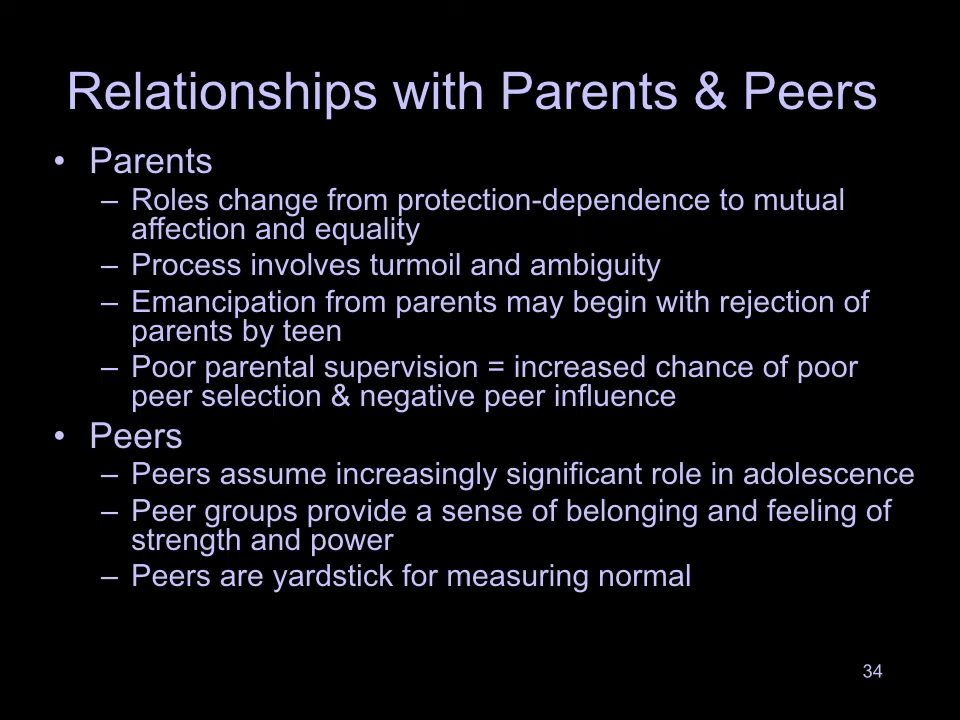 Relationships with Parents & Peers
• Parents
– Roles change from protection-dependence to mutual
affection and equality
– Process involves turmoil and ambiguity
– Emancipation from parents may begin with rejection of
parents by teen
– Poor parental supervision = increased chance of poor
peer selection & negative peer influence
• Peers
– Peers assume increasingly significant role in adolescence
– Peer groups provide a sense of belonging and feeling of
strength and power
– Peers are yardstick for measuring normal
34